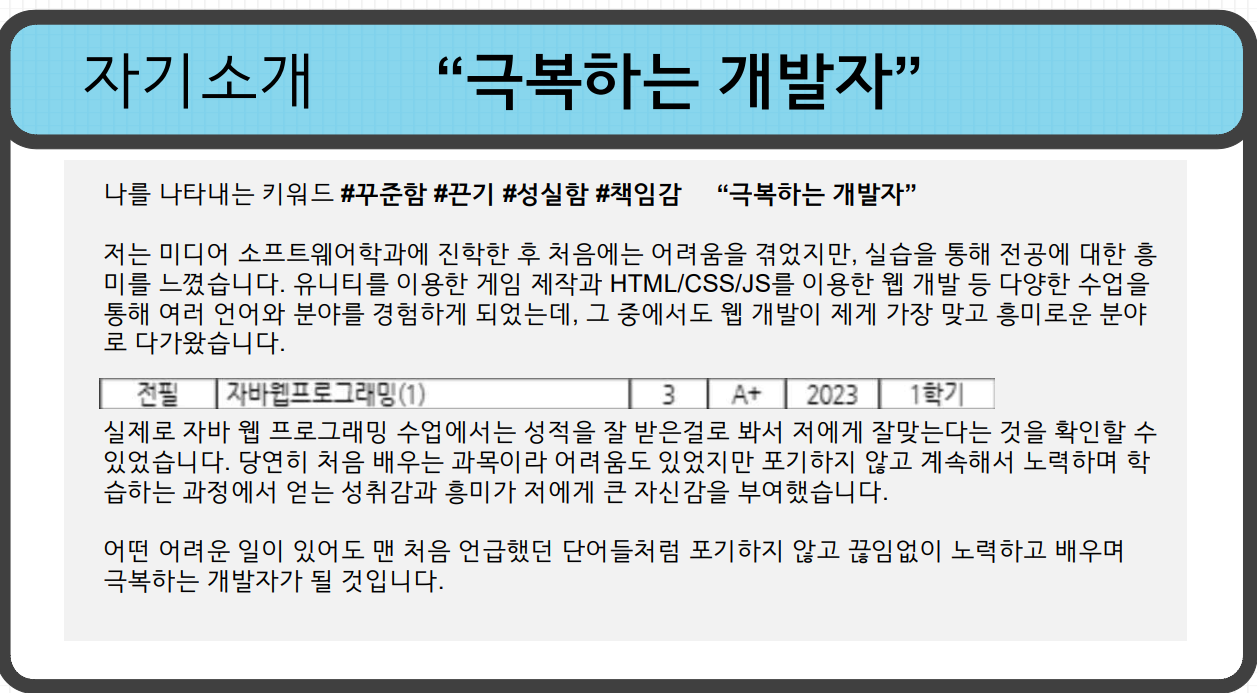 자기소개 “극복하는 개발자”
나를 나타내는 키워드 #꾸준함 #끈기 #성실함 #책임감 “극복하는 개발자”
저는 미디어 소프트웨어학과에 진학한 후 처음에는 어려움을 겪었지만, 실습을 통해 전공에 대한 흥
미를 느꼈습니다. 유니티를 이용한 게임 제작과 HTML/CSS/JS를 이용한 웹 개발 등 다양한 수업을
통해 여러 언어와 분야를 경험하게 되었는데, 그 중에서도 웹 개발이 제게 가장 맞고 흥미로운 분야
로 다가왔습니다.
전필 자바웹프로그래밍(1) 3 A+ 2023 1학기
실제로 자바 웹 프로그래밍 수업에서는 성적을 잘 받은걸로 봐서 저에게 잘맞는다는 것을 확인할 수
있었습니다. 당연히 처음 배우는 과목이라 어려움도 있었지만 포기하지 않고 계속해서 노력하며 학
습하는 과정에서 얻는 성취감과 흥미가 저에게 큰 자신감을 부여했습니다.
어떤 어려운 일이 있어도 맨 처음 언급했던 단어들처럼 포기하지 않고 끊임없이 노력하고 배우며
극복하는 개발자가 될 것입니다.